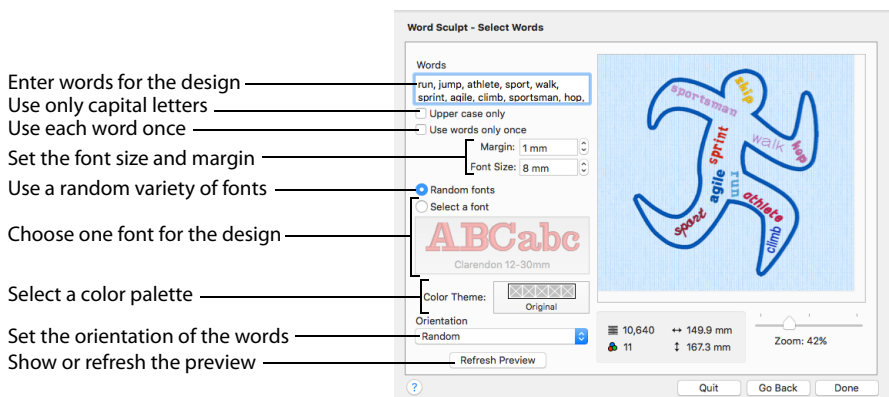 Word Sculpt - Select Words
Words
Enter words for the design
run, jump, athlete, sport, walk,
sprint, agile, climb, sportsman, hop,
Use only capital letters
Upper case only
Use each word once
Use words only once
Margin: 1 mm
Set the font size and margin
Font Size: 8 mm
Use a random variety of fonts
Random fonts
Select a font
Choose one font for the design
ABCabc
Clarendon 12-30mm
Select a color palette
Color Theme:
Original
Orientation
Set the orientation of the words
Random
Show or refresh the preview
Refresh Preview
skip
sportsman
sprint
walk
hop
agile
run
athlete
sport
climb
10,640
149.9 mm
11
167.3 mm
Zoom: 42%
?
Quit
Go Back
Done